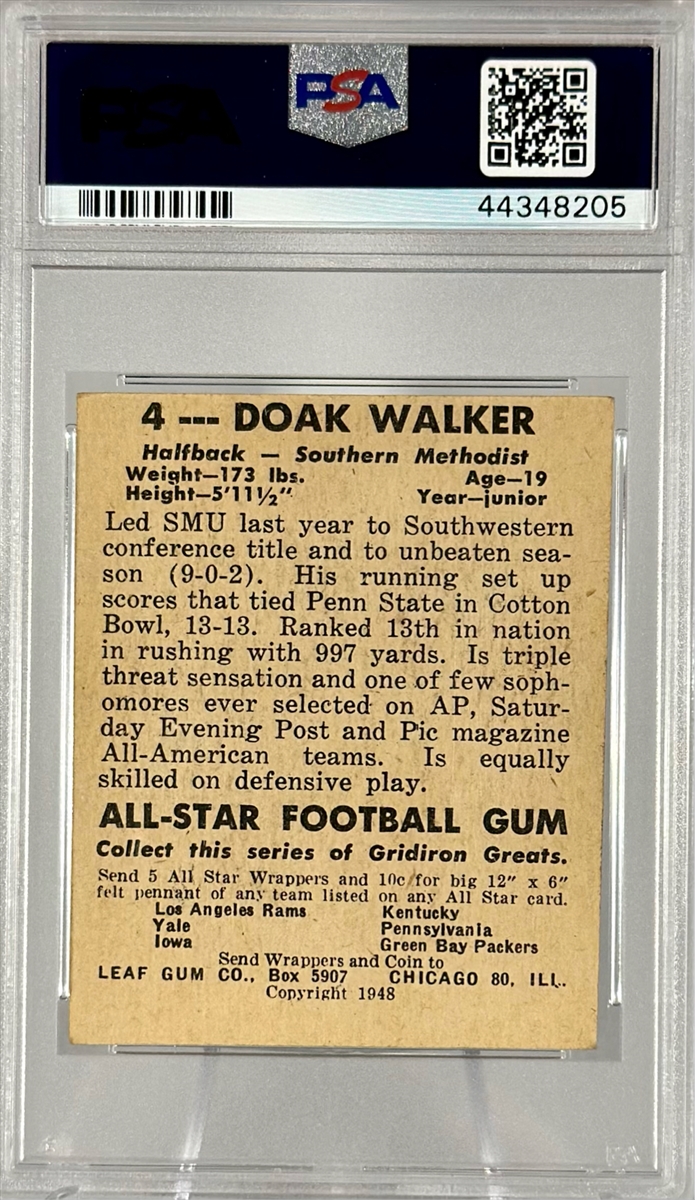 PSA
44348205
4 --- DOAK WALKER
Halfback — Southern Methodist
Weight—173 lbs. Age—19
Height—5'11½" Year—junior
Led SMU last year to Southwestern
conference title and to unbeaten sea-
son (9-0-2). His running set up
scores that tied Penn State in Cotton
Bowl, 13-13. Ranked 13th in nation
in rushing with 997 yards. Is triple
threat sensation and one of few soph-
omores ever selected on AP, Satur-
day Evening Post and Pic magazine
All-American teams. Is equally
skilled on defensive play.
ALL-STAR FOOTBALL GUM
Collect this series of Gridiron Greats.
Send 5 All Star Wrappers and 10c for big 12" x 6"
felt pennant of any team listed on any All Star card.
Los Angeles Rams Kentucky
Yale Pennsylvania
Iowa Green Bay Packers
Send Wrappers and Coin to
LEAF GUM CO., Box 5907 CHICAGO 80, ILL.
Copyright 1948